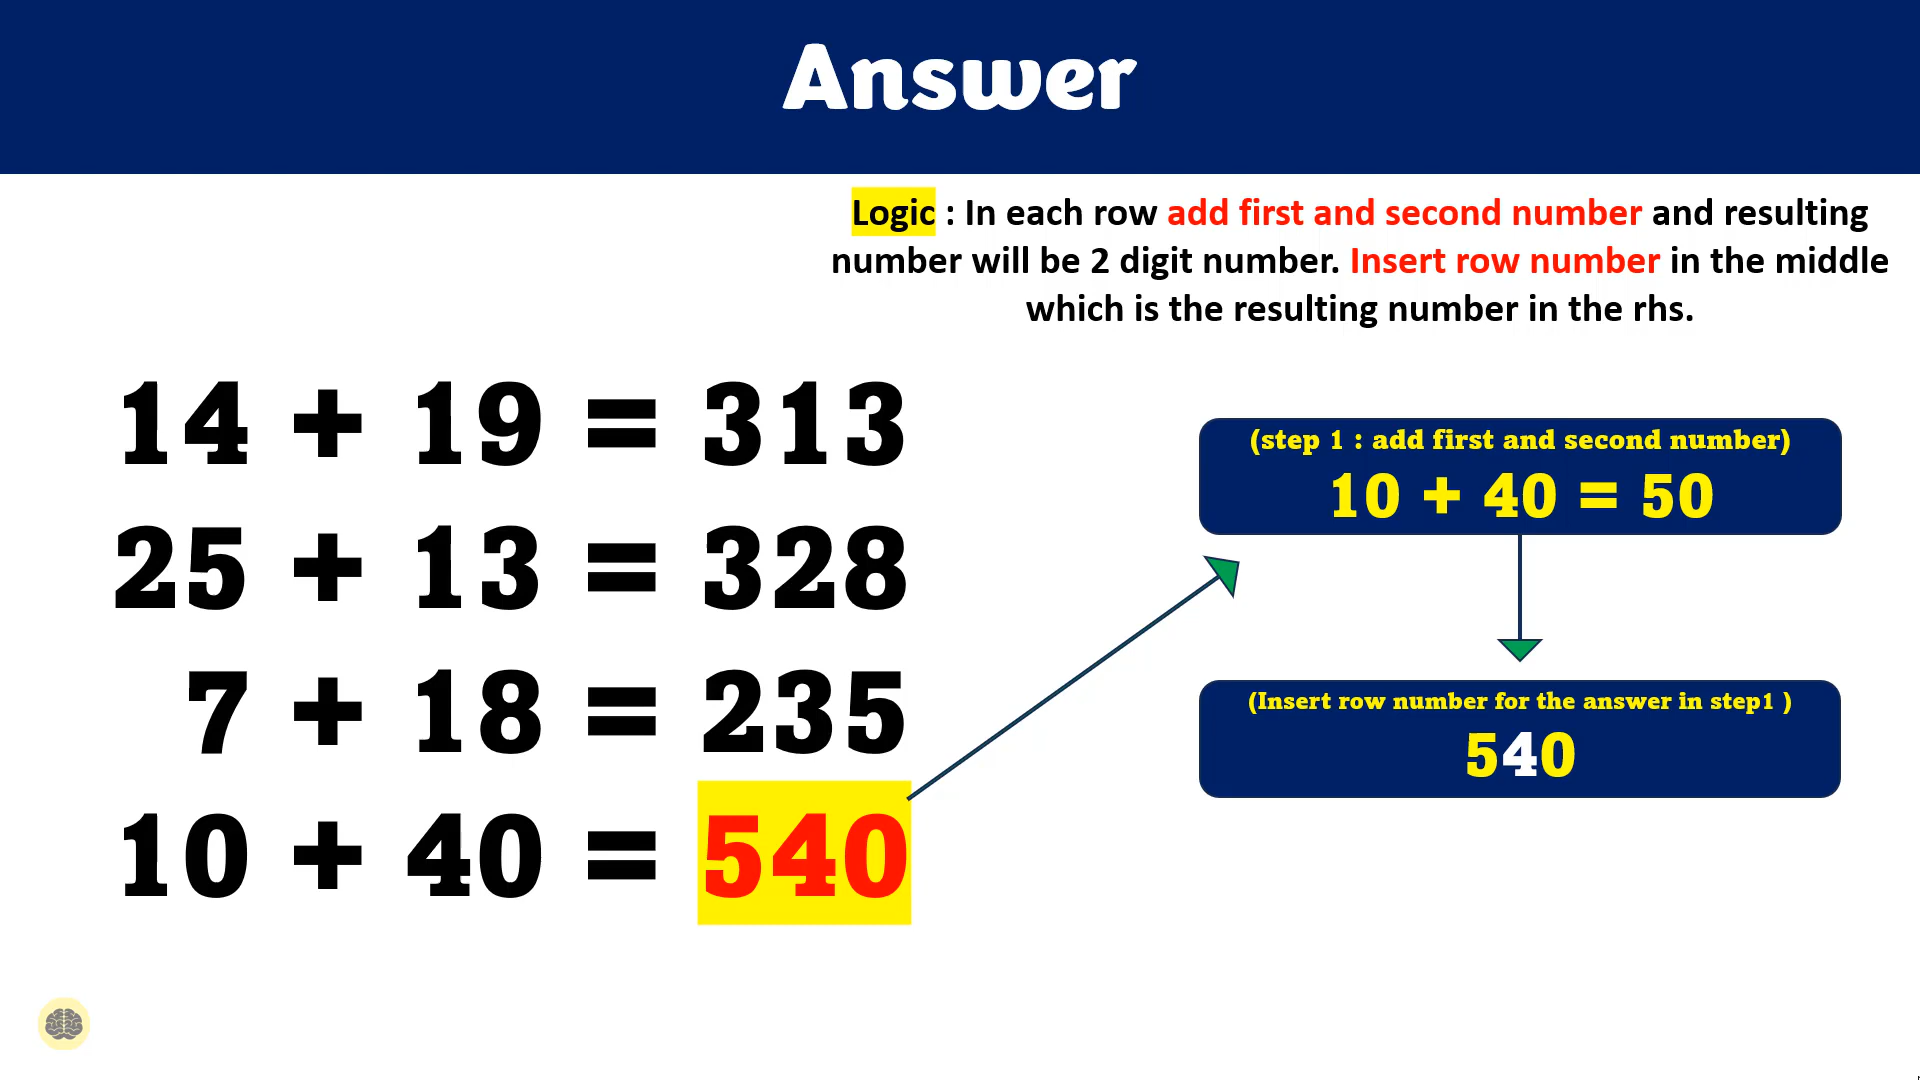 Answer
Logic : In each row add first and second number and resulting
number will be 2 digit number. Insert row number in the middle
which is the resulting number in the rhs.
14 + 19 = 313
25 + 13 = 328
7 + 18 = 235
10 + 40 = 540
(step 1 : add first and second number)
10 + 40 = 50
(Insert row number for the answer in step1 )
540